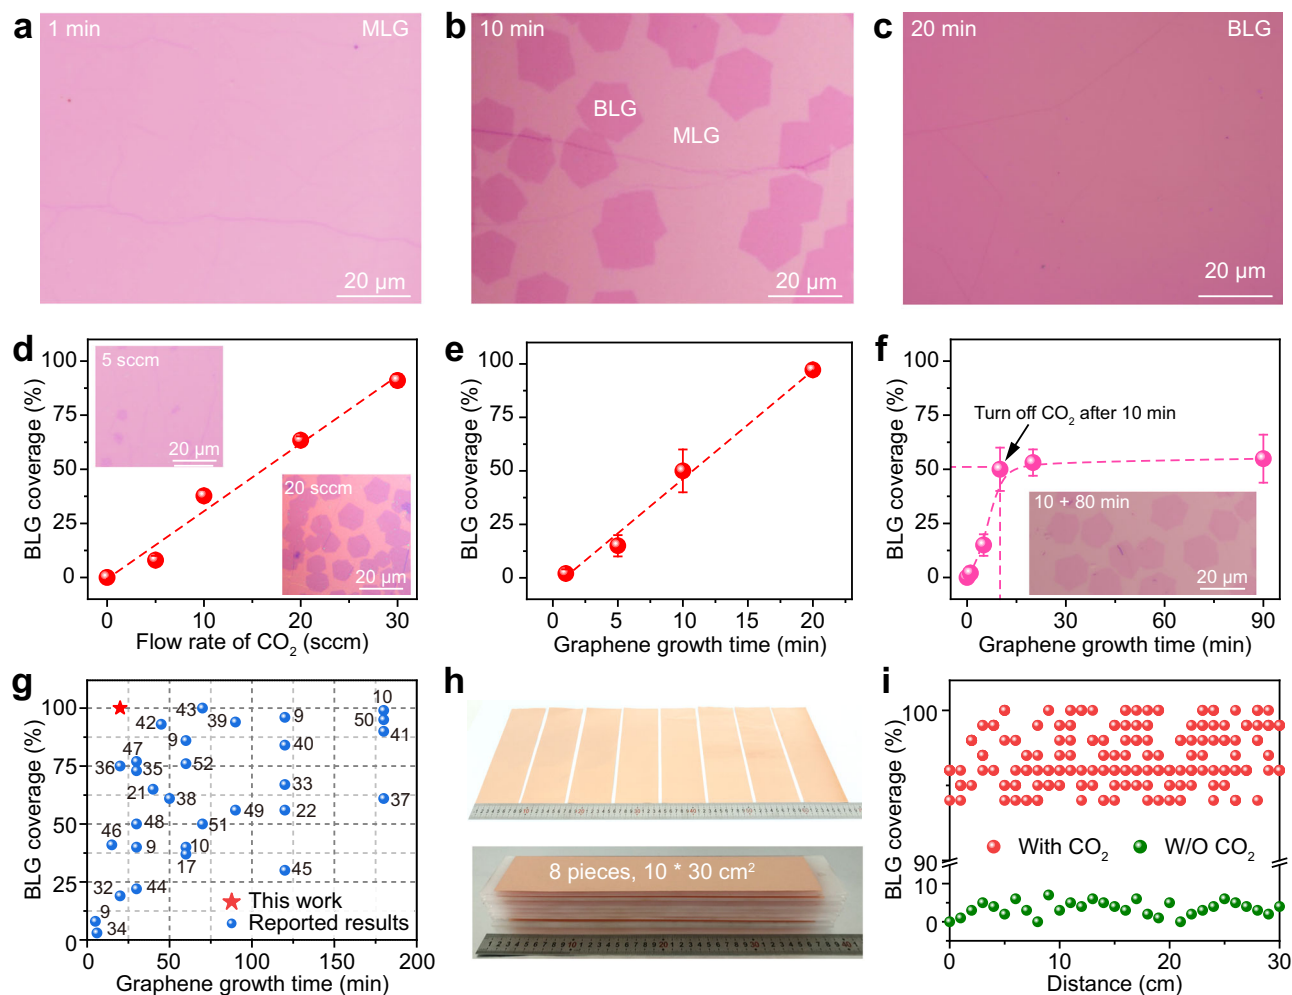 a
1 min
MLG
20 µm
b
10 min
BLG
MLG
20 µm
c
20 min
BLG
20 µm
d
BLG coverage (%)
100
75
50
25
0
5 sccm
20 µm
20 sccm
20 µm
0 10 20 30
Flow rate of CO2 (sccm)
e
BLG coverage (%)
100
75
50
25
0
0 5 10 15 20
Graphene growth time (min)
f
BLG coverage (%)
100
75
50
25
0
Turn off CO2 after 10 min
10 + 80 min
20 µm
0 30 60 90
Graphene growth time (min)
g
BLG coverage (%)
100
75
50
25
0
10
43
42 39 9 50
9 40 41
47
36 35 52
21 38 33 37
49 22
48 51
46 9 10
17
45
32 44
9
34
This work
Reported results
0 50 100 150 200
Graphene growth time (min)
h
8 pieces, 10 * 30 cm²
i
BLG coverage (%)
100
90
10
0
With CO2 W/O CO2
0 5 10 15 20 25 30
Distance (cm)